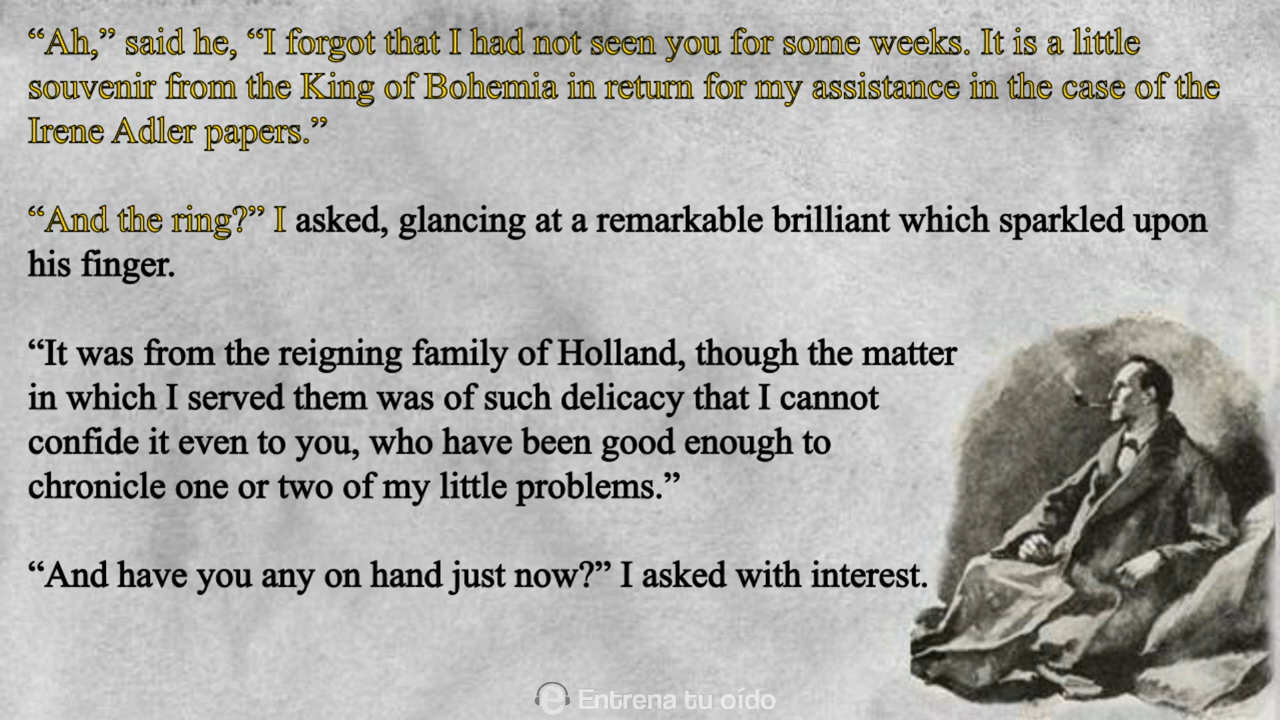 “Ah,” said he, “I forgot that I had not seen you for some weeks. It is a little
souvenir from the King of Bohemia in return for my assistance in the case of the
Irene Adler papers.”
“And the ring?” I asked, glancing at a remarkable brilliant which sparkled upon
his finger.
“It was from the reigning family of Holland, though the matter
in which I served them was of such delicacy that I cannot
confide it even to you, who have been good enough to
chronicle one or two of my little problems.”
“And have you any on hand just now?” I asked with interest.
e Entrena tu oído